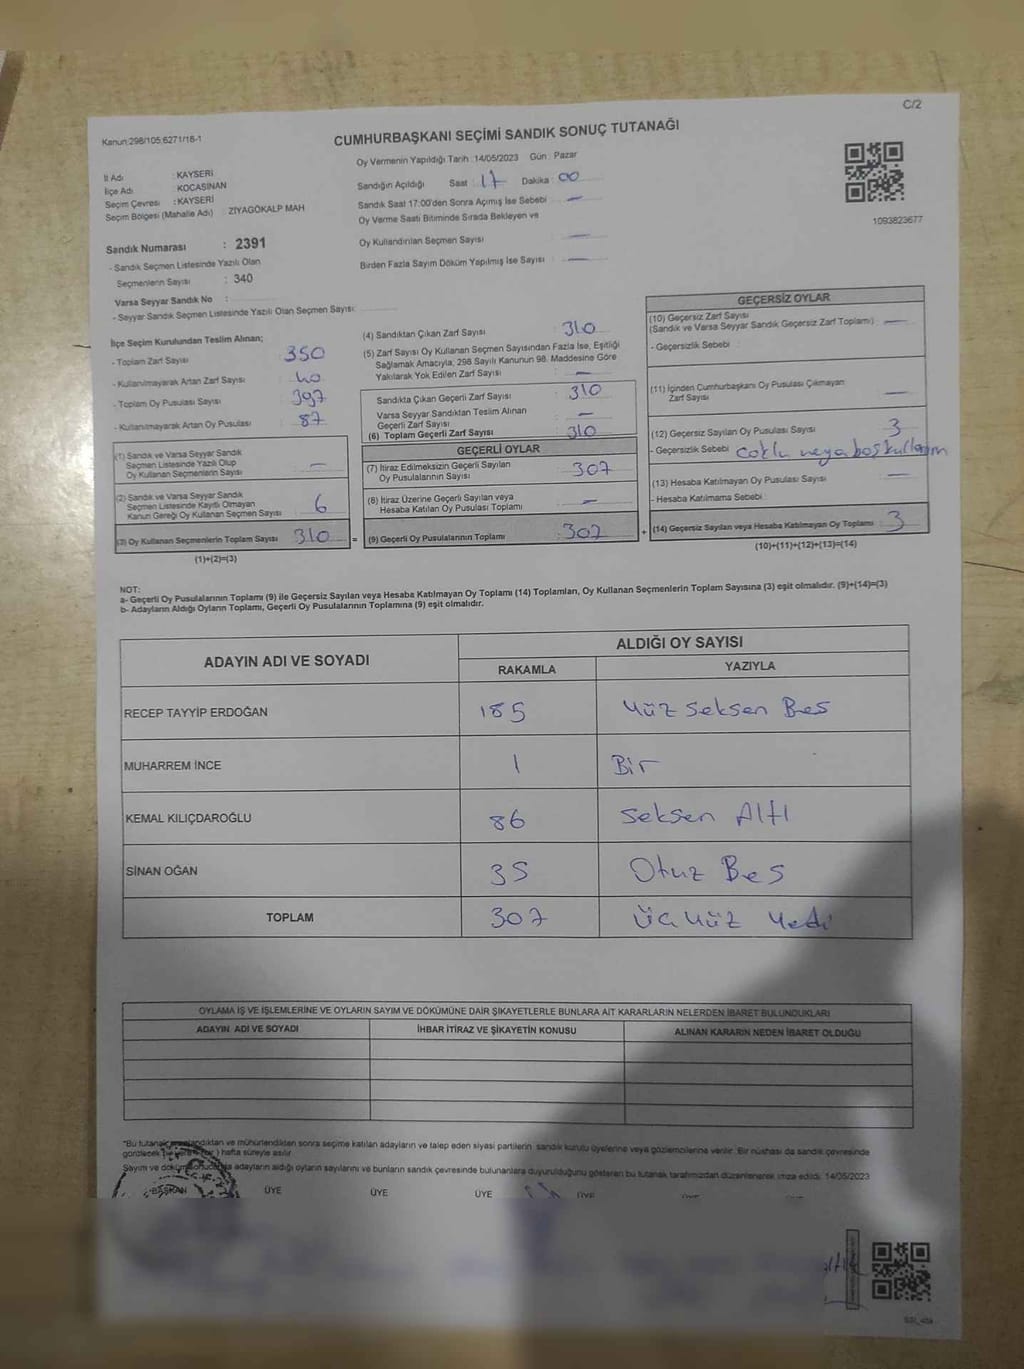 C/2
Kanun:298/105;6271/16-1
CUMHURBAŞKANI SEÇİMİ SANDIK SONUÇ TUTANAĞI
İl Adı : KAYSERİ
İlçe Adı : KOCASİNAN
Seçim Çevresi : KAYSERİ
Seçim Bölgesi (Mahalle Adı) : ZİYAGÖKALP MAH
Sandık Numarası : 2391
- Sandık Seçmen Listesinde Yazılı Olan
Seçmenlerin Sayısı : 340
Varsa Seyyar Sandık No :
- Seyyar Sandık Seçmen Listesinde Yazılı Olan Seçmen Sayısı:
Oy Vermenin Yapıldığı Tarih :14/05/2023 Gün : Pazar
Sandığın Açıldığı Saat : 17 Dakika : 00
Sandık Saat 17:00'den Sonra Açımış İse Sebebi : —
Oy Verme Saati Bitiminde Sırada Bekleyen ve
Oy Kullandırılan Seçmen Sayısı : —
Birden Fazla Sayım Döküm Yapılmış İse Sayısı : —
1093823677
İlçe Seçim Kurulundan Teslim Alınan;
- Toplam Zarf Sayısı : 350
- Kullanılmayarak Artan Zarf Sayısı : 40
- Toplam Oy Pusulası Sayısı : 397
- Kullanılmayarak Artan Oy Pusulası : 87
(1) Sandık ve Varsa Seyyar Sandık
Seçmen Listesinde Yazılı Olup
Oy Kullanan Seçmenlerin Sayısı : —
(2) Sandık ve Varsa Seyyar Sandık
Seçmen Listesinde Kayıtlı Olmayan
Kanun Gereği Oy Kullanan Seçmen Sayısı : 6
(3) Oy Kullanan Seçmenlerin Toplam Sayısı : 310
(1)+(2)=(3)
(4) Sandıktan Çıkan Zarf Sayısı : 310
(5) Zarf Sayısı Oy Kullanan Seçmen Sayısından Fazla İse, Eşitliği
Sağlamak Amacıyla; 298 Sayılı Kanunun 98. Maddesine Göre
Yakılarak Yok Edilen Zarf Sayısı : —
Sandıkta Çıkan Geçerli Zarf Sayısı : 310
Varsa Seyyar Sandıktan Teslim Alınan
Geçerli Zarf Sayısı : —
(6) Toplam Geçerli Zarf Sayısı : 310
GEÇERLİ OYLAR
(7) İtiraz Edilmeksizin Geçerli Sayılan
Oy Pusulalarının Sayısı : 307
(8) İtiraz Üzerine Geçerli Sayılan veya
Hesaba Katılan Oy Pusulası Toplamı : —
= (9) Geçerli Oy Pusulalarının Toplamı : 307
GEÇERSİZ OYLAR
(10) Geçersiz Zarf Sayısı
(Sandık ve Varsa Seyyar Sandık Geçersiz Zarf Toplamı) : —
- Geçersizlik Sebebi :
(11) İçinden Cumhurbaşkanı Oy Pusulası Çıkmayan
Zarf Sayısı : —
(12) Geçersiz Sayılan Oy Pusulası Sayısı : 3
- Geçersizlik Sebebi : çoklu veya boş kullanım
(13) Hesaba Katılmayan Oy Pusulası Sayısı : —
- Hesaba Katılmama Sebebi :
+ (14) Geçersiz Sayılan veya Hesaba Katılmayan Oy Toplamı : 3
(10)+(11)+(12)+(13)=(14)
NOT:
a- Geçerli Oy Pusulalarının Toplamı (9) ile Geçersiz Sayılan veya Hesaba Katılmayan Oy Toplamı (14) Toplamları, Oy Kullanan Seçmenlerin Toplam Sayısına (3) eşit olmalıdır. (9)+(14)=(3)
b- Adayların Aldığı Oyların Toplamı, Geçerli Oy Pusulalarının Toplamına (9) eşit olmalıdır.
ADAYIN ADI VE SOYADI
ALDIĞI OY SAYISI
RAKAMLA YAZIYLA
RECEP TAYYİP ERDOĞAN 185 Yüz Seksen Bes
MUHARREM İNCE 1 Bir
KEMAL KILIÇDAROĞLU 86 Seksen Altı
SİNAN OĞAN 35 Otuz Bes
TOPLAM 307 Üç Yüz Yedi
OYLAMA İŞ VE İŞLEMLERİNE VE OYLARIN SAYIM VE DÖKÜMÜNE DAİR ŞİKAYETLERLE BUNLARA AİT KARARLARIN NELERDEN İBARET BULUNDUKLARI
ADAYIN ADI VE SOYADI İHBAR İTİRAZ VE ŞİKAYETİN KONUSU ALINAN KARARIN NEDEN İBARET OLDUĞU
*Bu tutanak ve mühürlendikten sonra seçime katılan adayların ve talep eden siyasi partilerin sandık kurulu üyelerine veya gözlemcilerine verilir. Bir nüshası da sandık çevresinde
görülecek hafta süreyle asılır.
Sayım ve döküm adayların aldığı oyların sayılarını ve bunların sandık çevresinde bulunanlara duyurulduğunu gösteren bu tutanak tarafımızdan düzenlenerek imza edildi. 14/05/2023
BAŞKAN ÜYE ÜYE ÜYE ÜYE